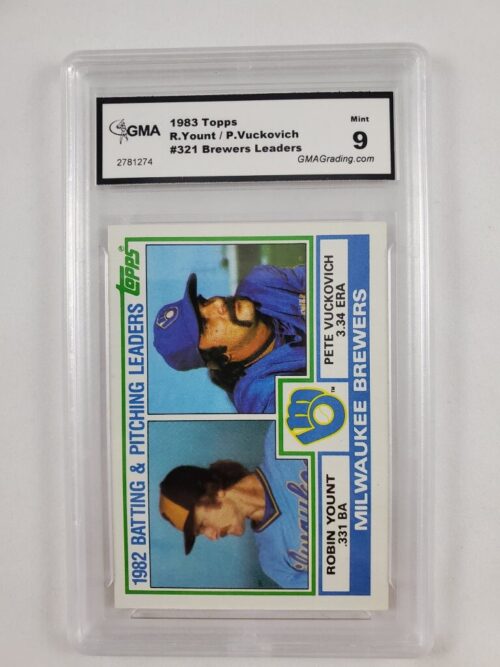 GMA
2781274
1983 Topps
R.Yount / P.Vuckovich
#321 Brewers Leaders
Mint
9
GMAGrading.com
1982 BATTING & PITCHING LEADERS
TOPPS®
ROBIN YOUNT
.331 BA
PETE VUCKOVICH
3.34 ERA
MILWAUKEE BREWERS
TM